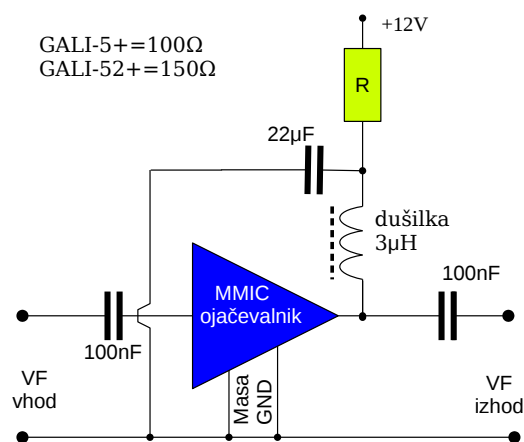 GALI-5+=100Ω
GALI-52+=150Ω
+12V
R
22µF
dušilka
3µH
MMIC
ojačevalnik
100nF
100nF
VF
vhod
Masa
GND
VF
izhod